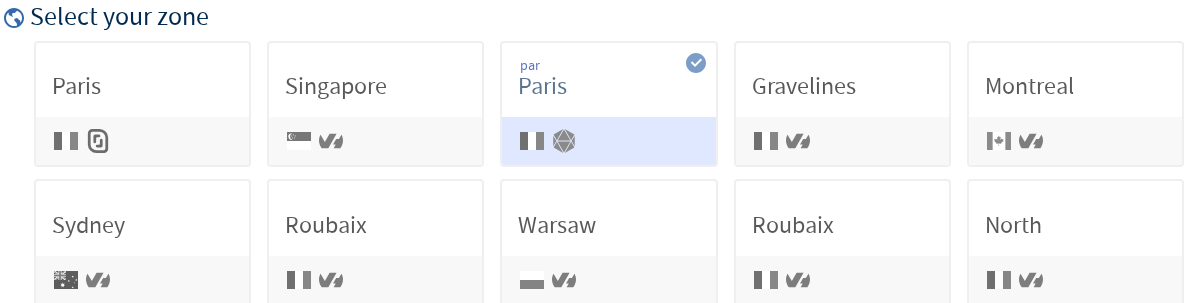 Select your zone
Paris
Singapore
par
Paris
Gravelines
Montreal
Sydney
Roubaix
Warsaw
Roubaix
North